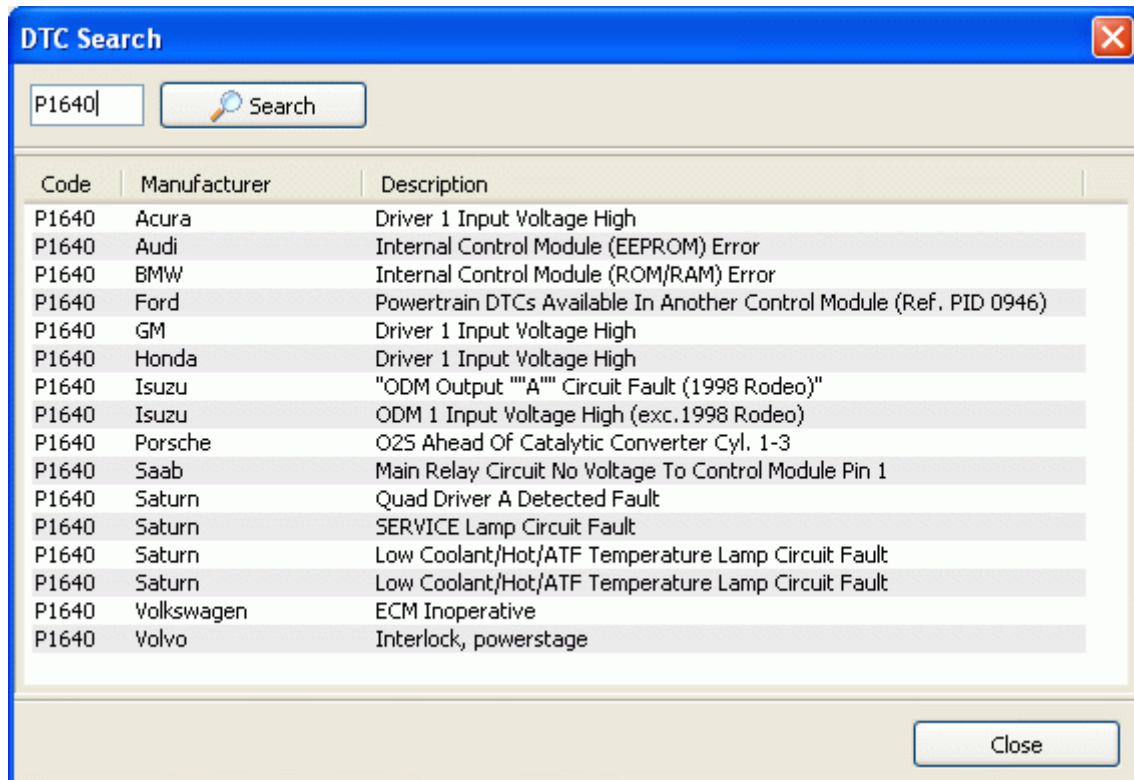 DTC Search
P1640 Search
Code Manufacturer Description
P1640 Acura Driver 1 Input Voltage High
P1640 Audi Internal Control Module (EEPROM) Error
P1640 BMW Internal Control Module (ROM/RAM) Error
P1640 Ford Powertrain DTCs Available In Another Control Module (Ref. PID 0946)
P1640 GM Driver 1 Input Voltage High
P1640 Honda Driver 1 Input Voltage High
P1640 Isuzu "ODM Output ""A"" Circuit Fault (1998 Rodeo)"
P1640 Isuzu ODM 1 Input Voltage High (exc.1998 Rodeo)
P1640 Porsche O2S Ahead Of Catalytic Converter Cyl. 1-3
P1640 Saab Main Relay Circuit No Voltage To Control Module Pin 1
P1640 Saturn Quad Driver A Detected Fault
P1640 Saturn SERVICE Lamp Circuit Fault
P1640 Saturn Low Coolant/Hot/ATF Temperature Lamp Circuit Fault
P1640 Saturn Low Coolant/Hot/ATF Temperature Lamp Circuit Fault
P1640 Volkswagen ECM Inoperative
P1640 Volvo Interlock, powerstage
Close